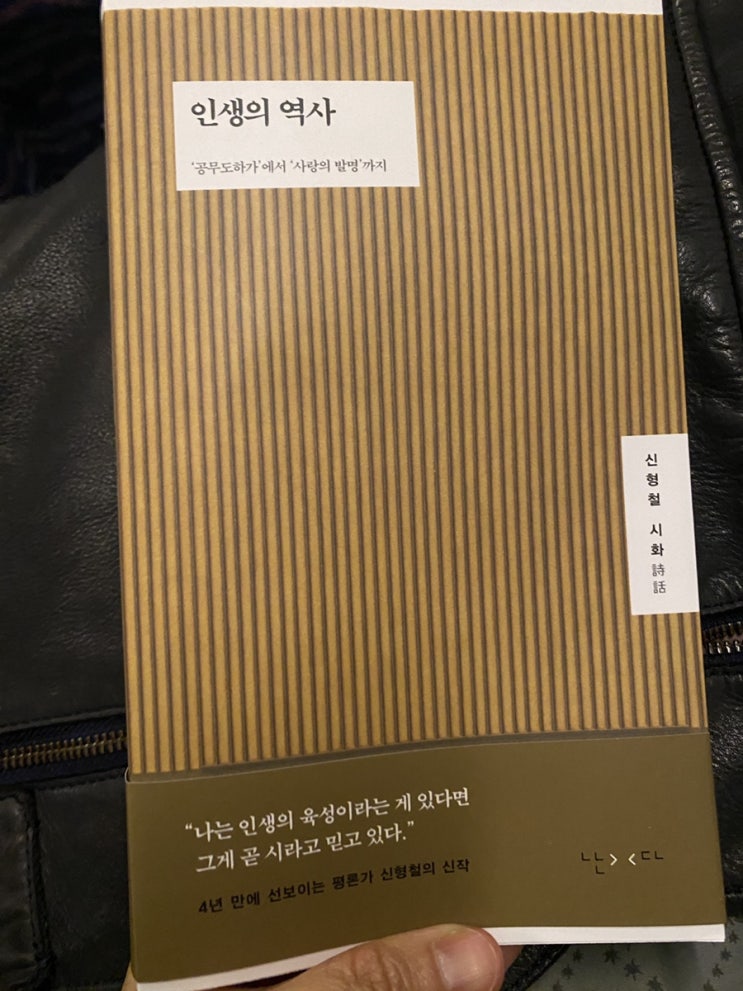 인생의 역사
‘공무도하가’에서 ‘사랑의 발명’까지
신형철 시화 詩話
“나는 인생의 육성이라는 게 있다면
그게 곧 시라고 믿고 있다.”
4년 만에 선보이는 평론가 신형철의 신작